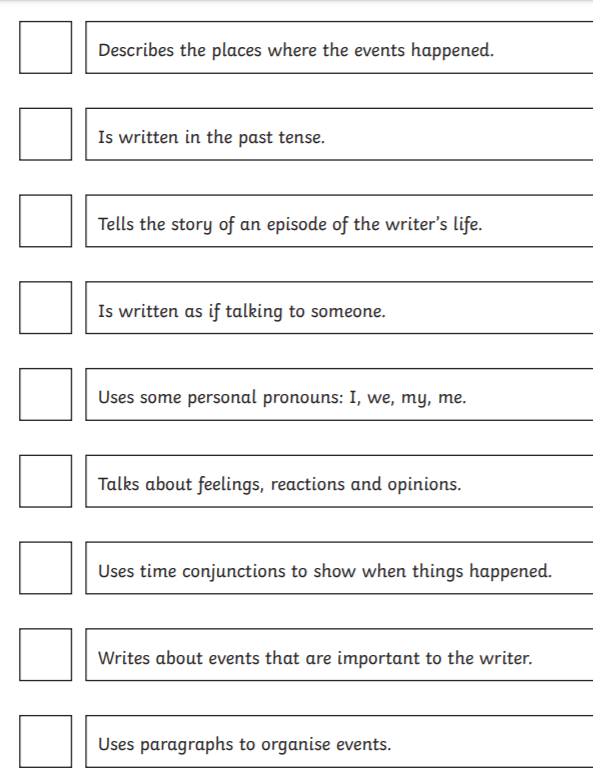 Describes the places where the events happened.
Is written in the past tense.
Tells the story of an episode of the writer's life.
Is written as if talking to someone.
Uses some personal pronouns: I, we, my, me.
Talks about feelings, reactions and opinions.
Uses time conjunctions to show when things happened.
Writes about events that are important to the writer.
Uses paragraphs to organise events.